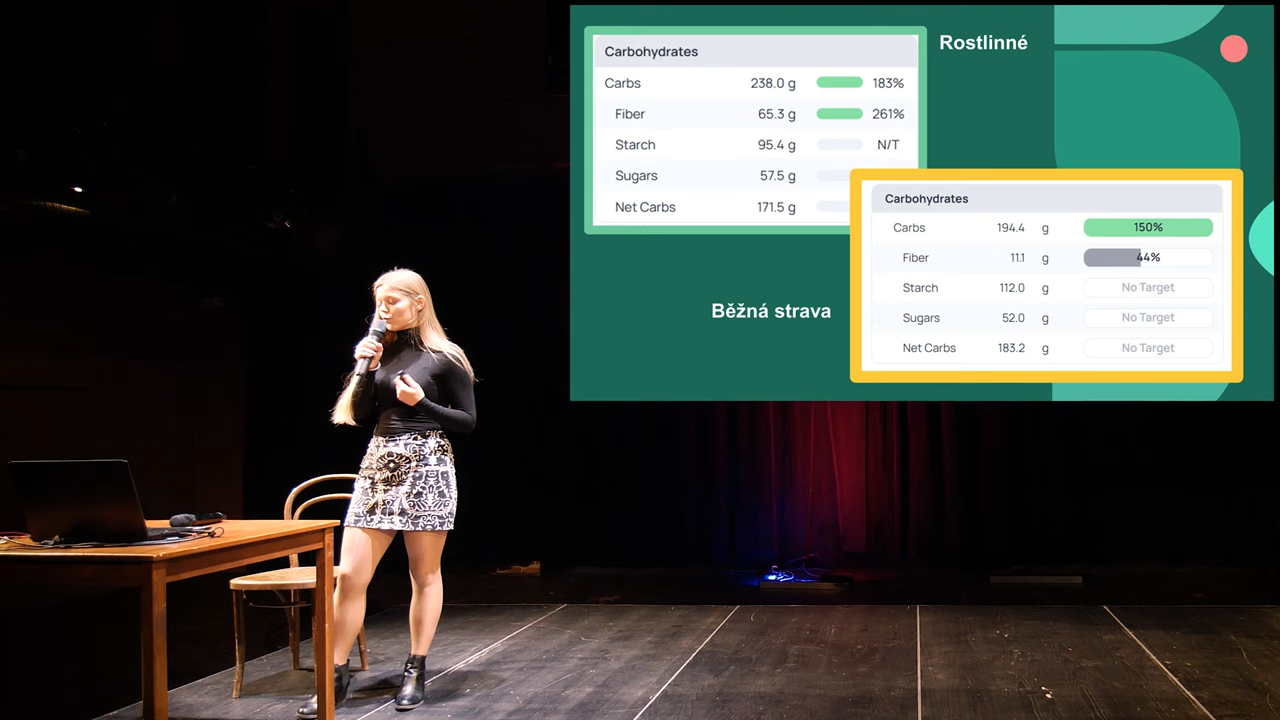 Rostlinné
Carbohydrates
Carbs 238.0 g 183%
Fiber 65.3 g 261%
Starch 95.4 g N/T
Sugars 57.5 g
Net Carbs 171.5 g
Běžná strava
Carbohydrates
Carbs 194.4 g 150%
Fiber 11.1 g 44%
Starch 112.0 g No Target
Sugars 52.0 g No Target
Net Carbs 183.2 g No Target